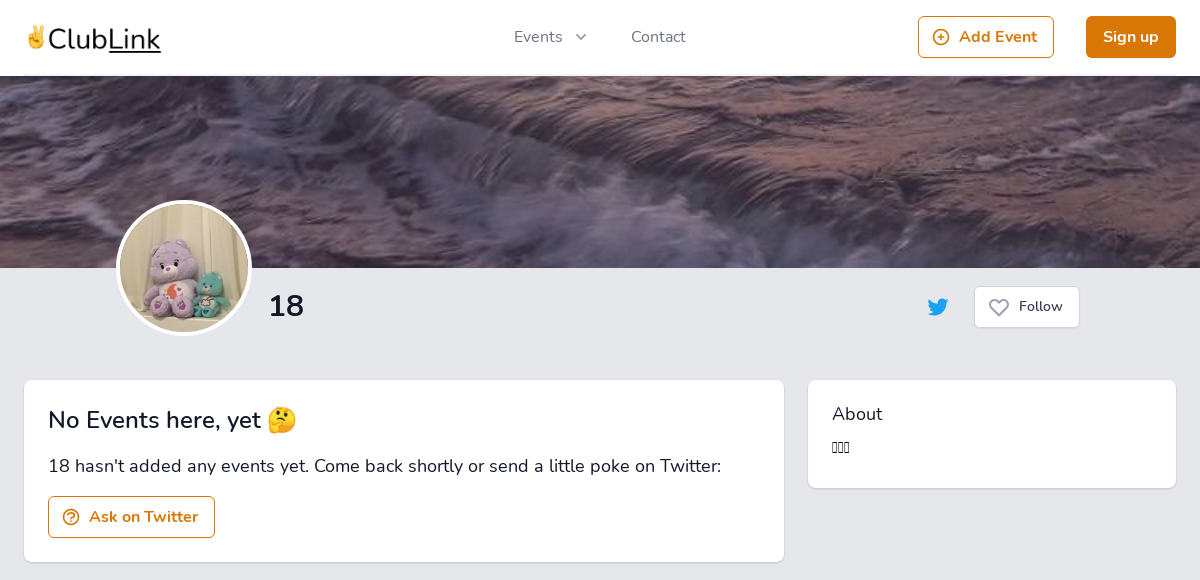 ✌️ClubLink
Events
Contact
Add Event
Sign up
18
Follow
No Events here, yet 🤔
18 hasn't added any events yet. Come back shortly or send a little poke on Twitter:
Ask on Twitter
About